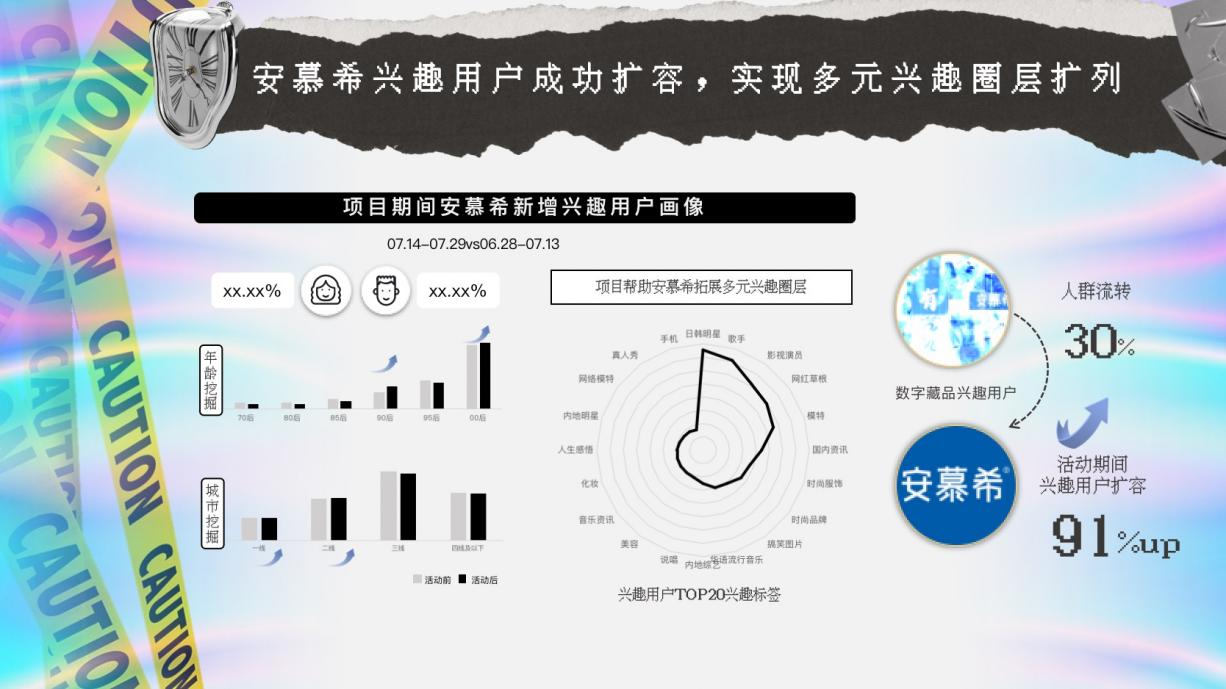 安慕希兴趣用户成功扩容，实现多元兴趣圈层扩列
项目期间安慕希新增兴趣用户画像
07.14-07.29vs06.28-07.13
xx.xx%
xx.xx%
年龄挖掘
70后
80后
85后
90后
95后
00后
城市挖掘
一线
二线
三线
四线及以下
活动前
活动后
项目帮助安慕希拓展多元兴趣圈层
日韩明星
歌手
影视演员
网红草根
模特
国内资讯
时尚服饰
时尚品牌
搞笑图片
华语流行音乐
内地综艺
说唱
美容
音乐资讯
化妆
人生感悟
内地明星
网络模特
真人秀
手机
兴趣用户TOP20兴趣标签
有
数字藏品兴趣用户
人群流转
30%
安慕希®
活动期间
兴趣用户扩容
91%up
CAUTION
CAUTION
CAUTION
CAUTION
CAUTION